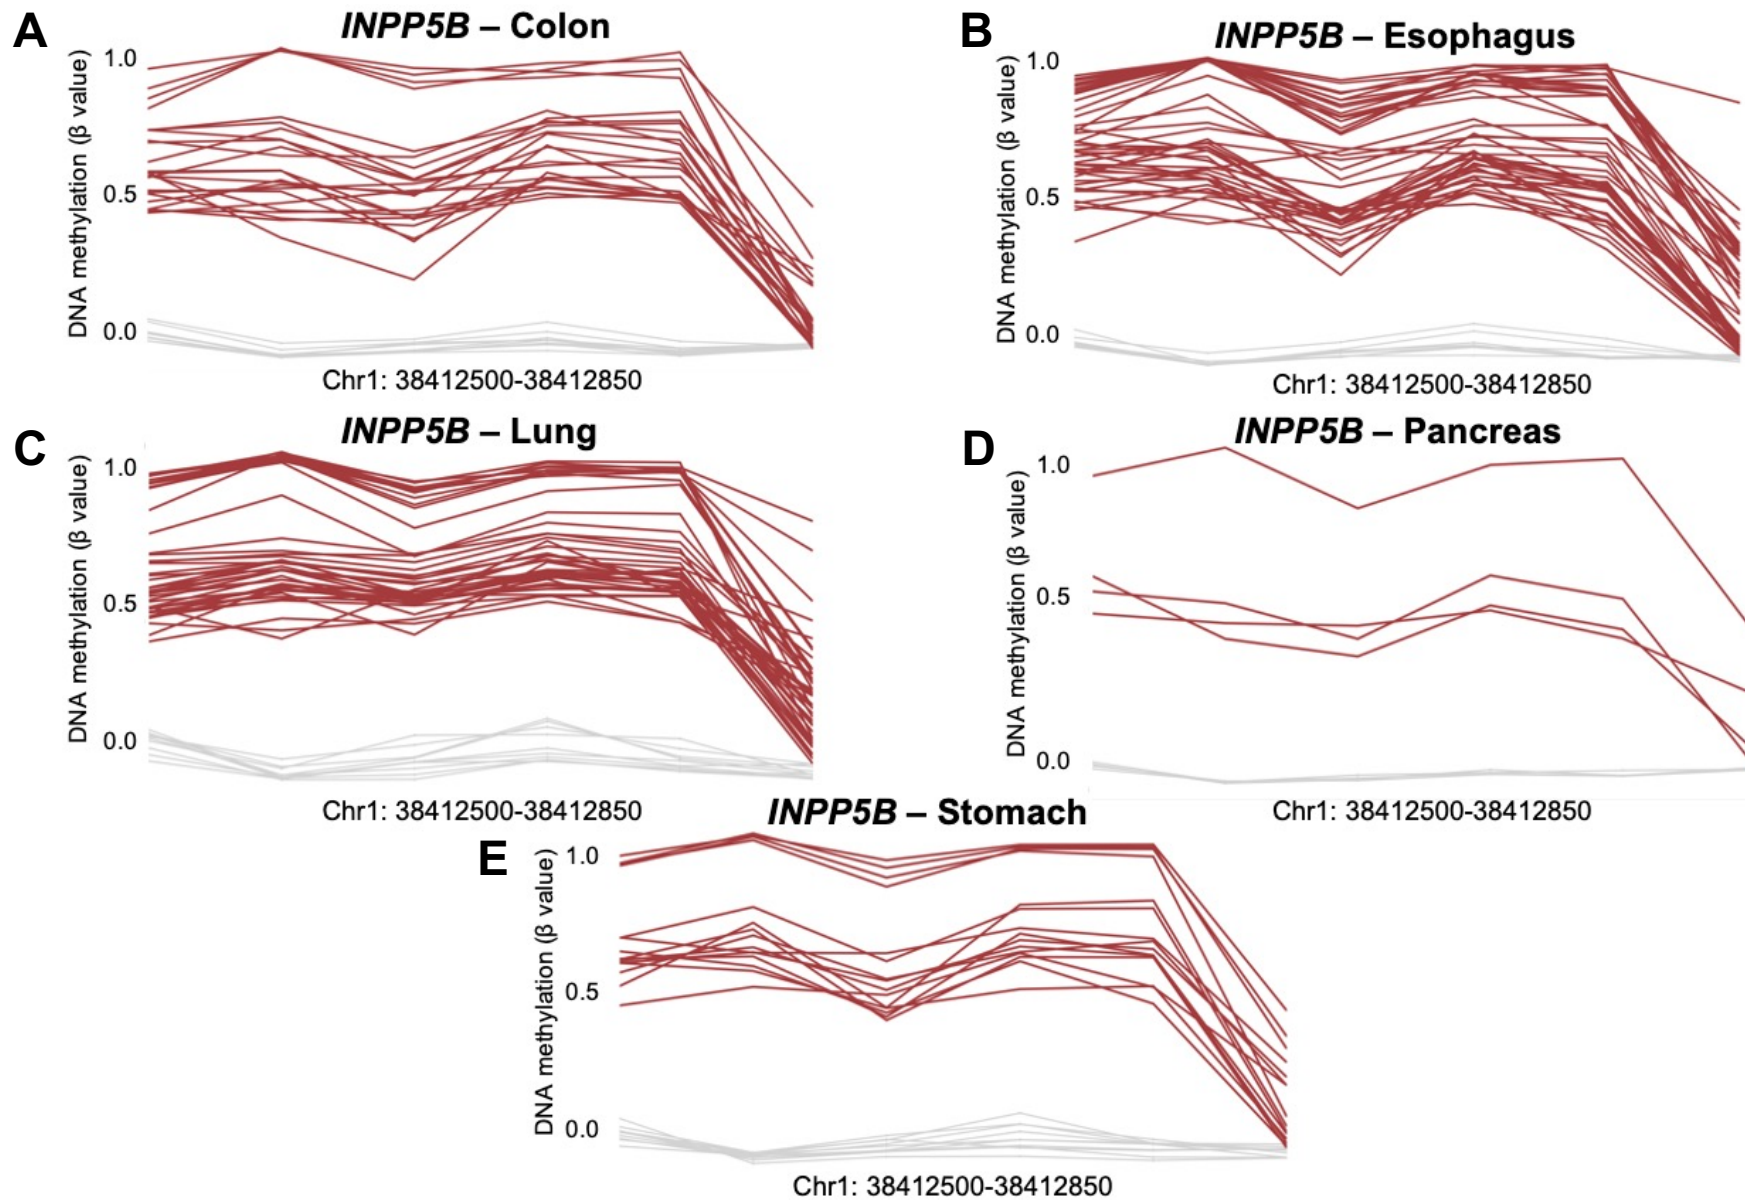 A
INPP5B – Colon
DNA methylation (β value)
1.0
0.5
0.0
Chr1: 38412500-38412850
B
INPP5B – Esophagus
DNA methylation (β value)
1.0
0.5
0.0
Chr1: 38412500-38412850
C
INPP5B – Lung
DNA methylation (β value)
1.0
0.5
0.0
Chr1: 38412500-38412850
D
INPP5B – Pancreas
DNA methylation (β value)
1.0
0.5
0.0
Chr1: 38412500-38412850
E
INPP5B – Stomach
DNA methylation (β value)
1.0
0.5
0.0
Chr1: 38412500-38412850